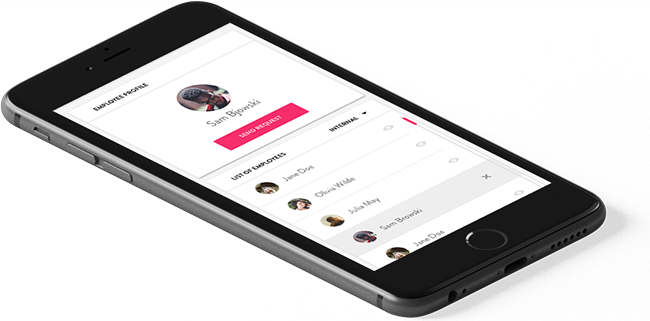 EMPLOYEE PROFILE
Sam Bjowski
SEND REQUEST
LIST OF EMPLOYEES
INTERNAL
Jane Doe
Olivia Wilde
Julia May
Sam Browski
Jane Doe